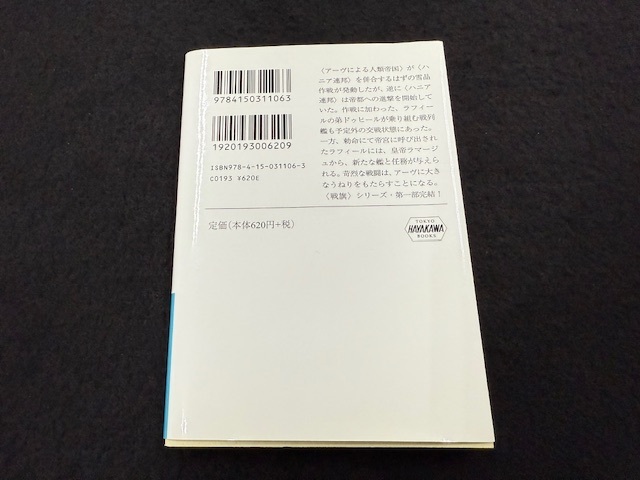 9784150311063
1920193006209
ISBN978-4-15-031106-3
C0193 ¥620E
〈アーヴによる人類帝国〉が〈ハ
ニア連邦〉を併合するはずの雪晶
作戦が発動したが、逆に〈ハニア
連邦〉は帝都への進撃を開始し
ていた。作戦に加わった、ラフィ
ールの弟ドゥヒールが乗り組む戦列
艦も予定外の交戦状態にあった。
一方、勅命にて帝宮に呼び出され
たラフィールには、皇帝ラマージュ
から、新たな艦と任務が与えら
れる。苛烈な戦闘は、アーヴに大き
なうねりをもたらすことになる。
〈戦旗〉シリーズ・第一部完結！
定価（本体620円+税）
TOKYO
HAYAKAWA
BOOKS